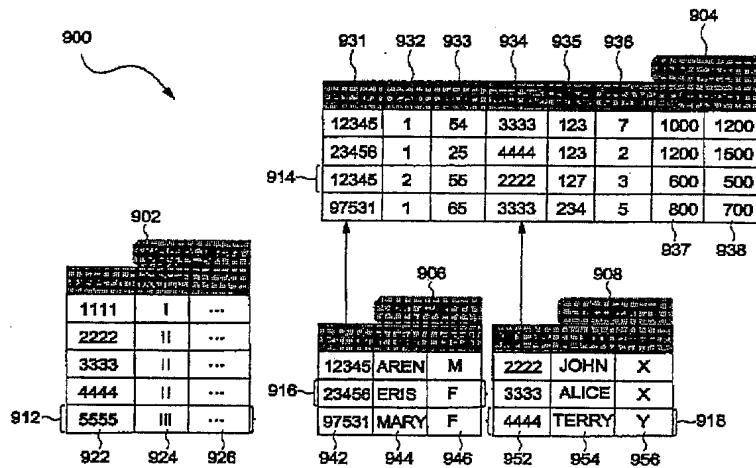 900
904
931 932 933 934 935 936
12345 1 54 3333 123 7 1000 1200
23456 1 25 4444 123 2 1200 1500
914
12345 2 55 2222 127 3 600 500
97531 1 65 3333 234 5 800 700
937 938
902
1111 I ...
2222 II ...
3333 II ...
4444 II ...
912
5555 III ...
922 924 926
906
12345 AREN M
916
23456 ERIS F
97531 MARY F
942 944 946
908
2222 JOHN X
3333 ALICE X
4444 TERRY Y
918
952 954 956